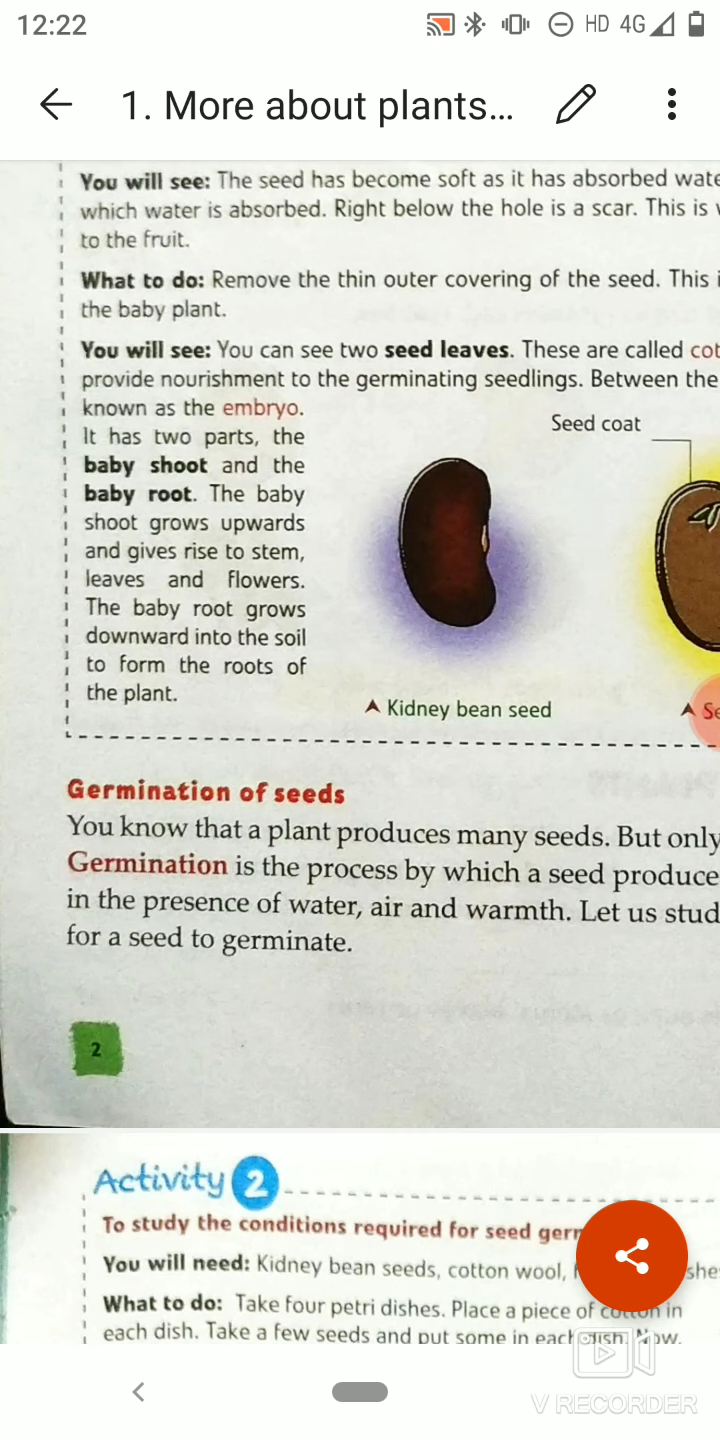 12:22
HD 4G
1. More about plants...
You will see: The seed has become soft as it has absorbed wate
which water is absorbed. Right below the hole is a scar. This is
to the fruit.
What to do: Remove the thin outer covering of the seed. This i
the baby plant.
You will see: You can see two seed leaves. These are called cot
provide nourishment to the germinating seedlings. Between the
known as the embryo.
It has two parts, the
baby shoot and the
baby root. The baby
shoot grows upwards
and gives rise to stem,
leaves and flowers.
The baby root grows
downward into the soil
to form the roots of
the plant.
Seed coat
Kidney bean seed
Se
Germination of seeds
You know that a plant produces many seeds. But only
Germination is the process by which a seed produce
in the presence of water, air and warmth. Let us stud
for a seed to germinate.
2
Activity 2
To study the conditions required for seed germ
You will need: Kidney bean seeds, cotton wool, she
What to do: Take four petri dishes. Place a piece of cotton in
each dish. Take a few seeds and put some in each dish. Now,
V RECORDER